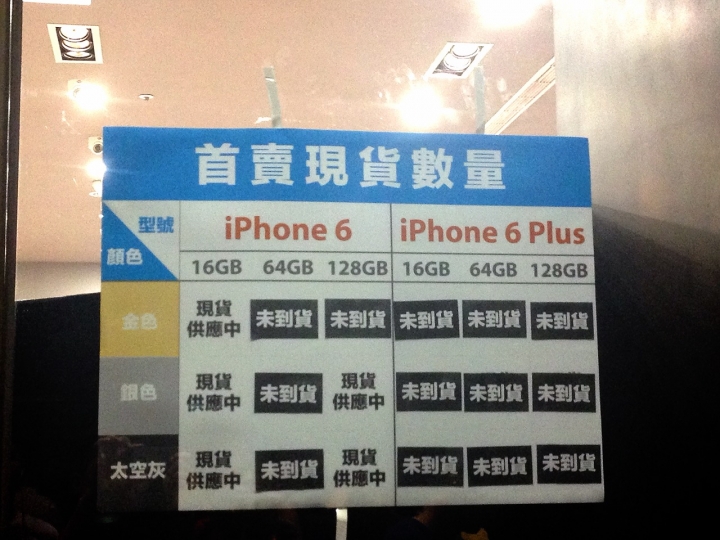 首賣現貨數量
型號
顏色
iPhone 6
iPhone 6 Plus
16GB 64GB 128GB 16GB 64GB 128GB
金色
現貨
供應中
未到貨 未到貨 未到貨 未到貨 未到貨
銀色
現貨
供應中
未到貨
現貨
供應中
未到貨 未到貨 未到貨
太空灰
現貨
供應中
未到貨
現貨
供應中
未到貨 未到貨 未到貨